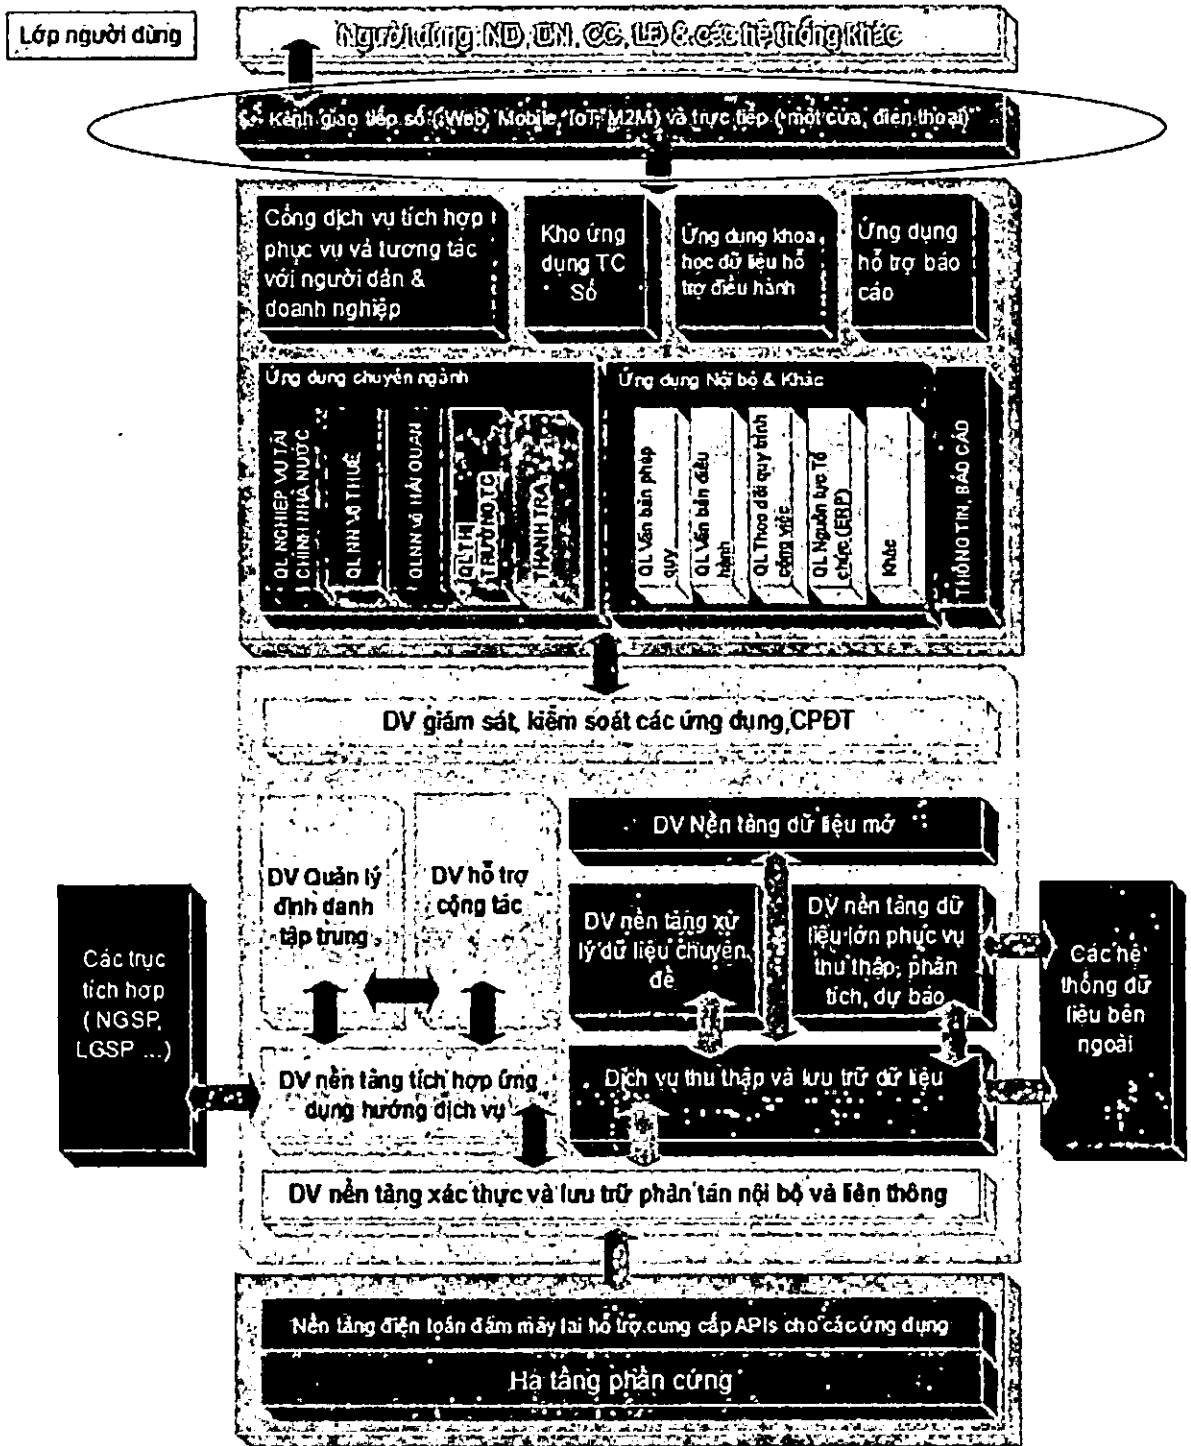 Lớp người dùng
Người dùng: ND, DN, CC, LĐ & các hệ thống khác
Kênh giao tiếp số ( Web, Mobile, IoT, M2M) và trực tiếp ( một cửa, điện thoại)
Cổng dịch vụ tích hợp
phục vụ và tương tác
với người dân &
doanh nghiệp
Kho ứng
dụng TC
Số
Ứng dụng khoa
học dữ liệu hỗ
trợ điều hành
Ứng dụng
hỗ trợ báo
cáo
Ứng dụng chuyên ngành
QL NGHIỆP VỤ TÀI
CHÍNH NHÀ NƯỚC
QL NN VỀ THUẾ
QLNN VỀ HẢI QUAN
QL THỊ
TRƯỜNG TC
THANH TRA
Ứng dụng Nội bộ & Khác
QL Văn bản pháp
quy
QL Văn bản điều
hành
QL Theo dõi quy trình
công việc
QL Nguồn lực Tổ
chức (ERP)
Khác
THÔNG TIN, BÁO CÁO
DV giám sát, kiểm soát các ứng dụng CPĐT
DV Quản lý
định danh
tập trung
DV hỗ trợ
cộng tác
DV Nền tảng dữ liệu mở
DV nền tảng xử
lý dữ liệu chuyên
đề
DV nền tảng dữ
liệu lớn phục vụ
thu thập, phân
tích, dự báo
Các trục
tích hợp
( NGSP,
LGSP ...)
Các hệ
thống dữ
liệu bên
ngoài
DV nền tảng tích hợp ứng
dụng hướng dịch vụ
Dịch vụ thu thập và lưu trữ dữ liệu
DV nền tảng xác thực và lưu trữ phân tán nội bộ và liên thông
Nền tảng điện toán đám mây lai hỗ trợ cung cấp APIs cho các ứng dụng
Hạ tầng phần cứng